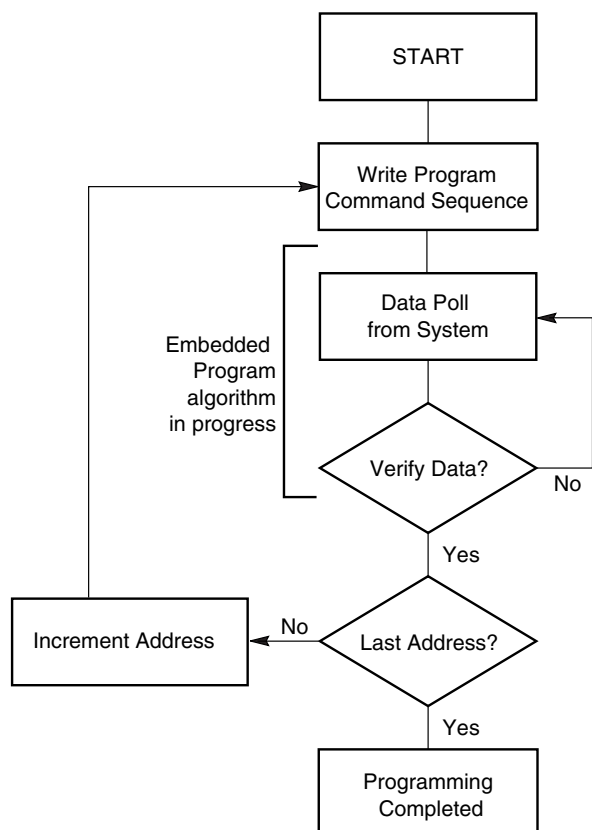 START
Write Program
Command Sequence
Data Poll
from System
Embedded
Program
algorithm
in progress
Verify Data?
No
Yes
Increment Address
No
Last Address?
Yes
Programming
Completed